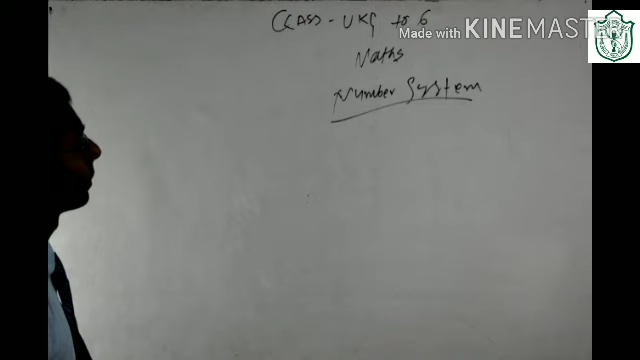 CLASS - UKG to 6
Made with KINEMASTER
Maths
Number System